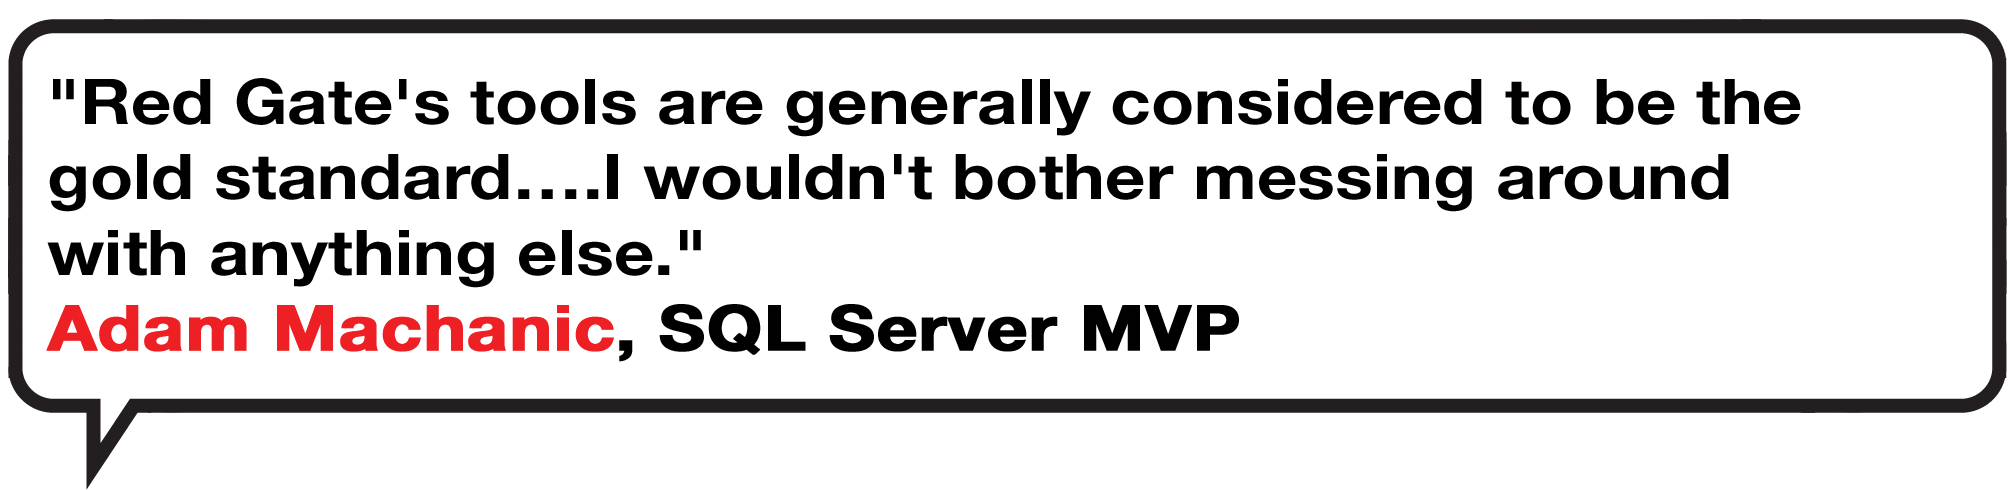 "Red Gate's tools are generally considered to be the
gold standard....I wouldn't bother messing around
with anything else."
Adam Machanic, SQL Server MVP